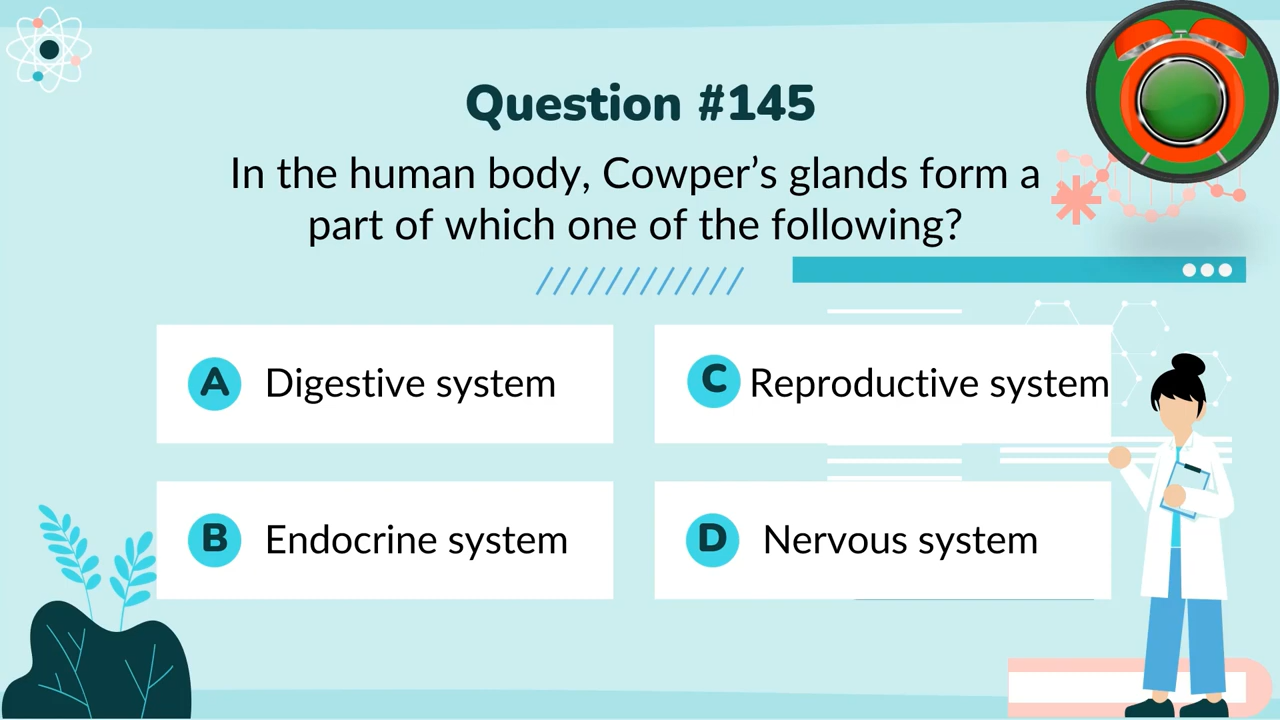 Question #145
In the human body, Cowper’s glands form a
part of which one of the following?
A Digestive system
B Endocrine system
C Reproductive system
D Nervous system